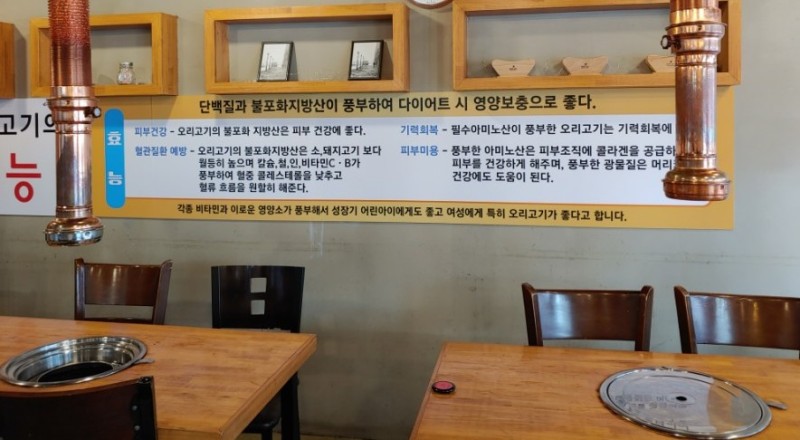 고기의
능
단백질과 불포화지방산이 풍부하여 다이어트 시 영양보충으로 좋다.
효능
피부건강 - 오리고기의 불포화 지방산은 피부 건강에 좋다.
혈관질환 예방 - 오리고기의 불포화지방산은 소,돼지고기 보다
월등히 높으며 칼슘,철,인,비타민C·B가
풍부하여 혈중 콜레스테롤을 낮추고
혈류 흐름을 원할히 해준다.
기력회복 - 필수아미노산이 풍부한 오리고기는 기력회복에
피부미용 - 풍부한 아미노산은 피부조직에 콜라겐을 공급하
피부를 건강하게 해주며, 풍부한 광물질은 머리
건강에도 도움이 된다.
각종 비타민과 이로운 영양소가 풍부해서 성장기 어린아이에게도 좋고 여성에게 특히 오리고기가 좋다고 합니다.